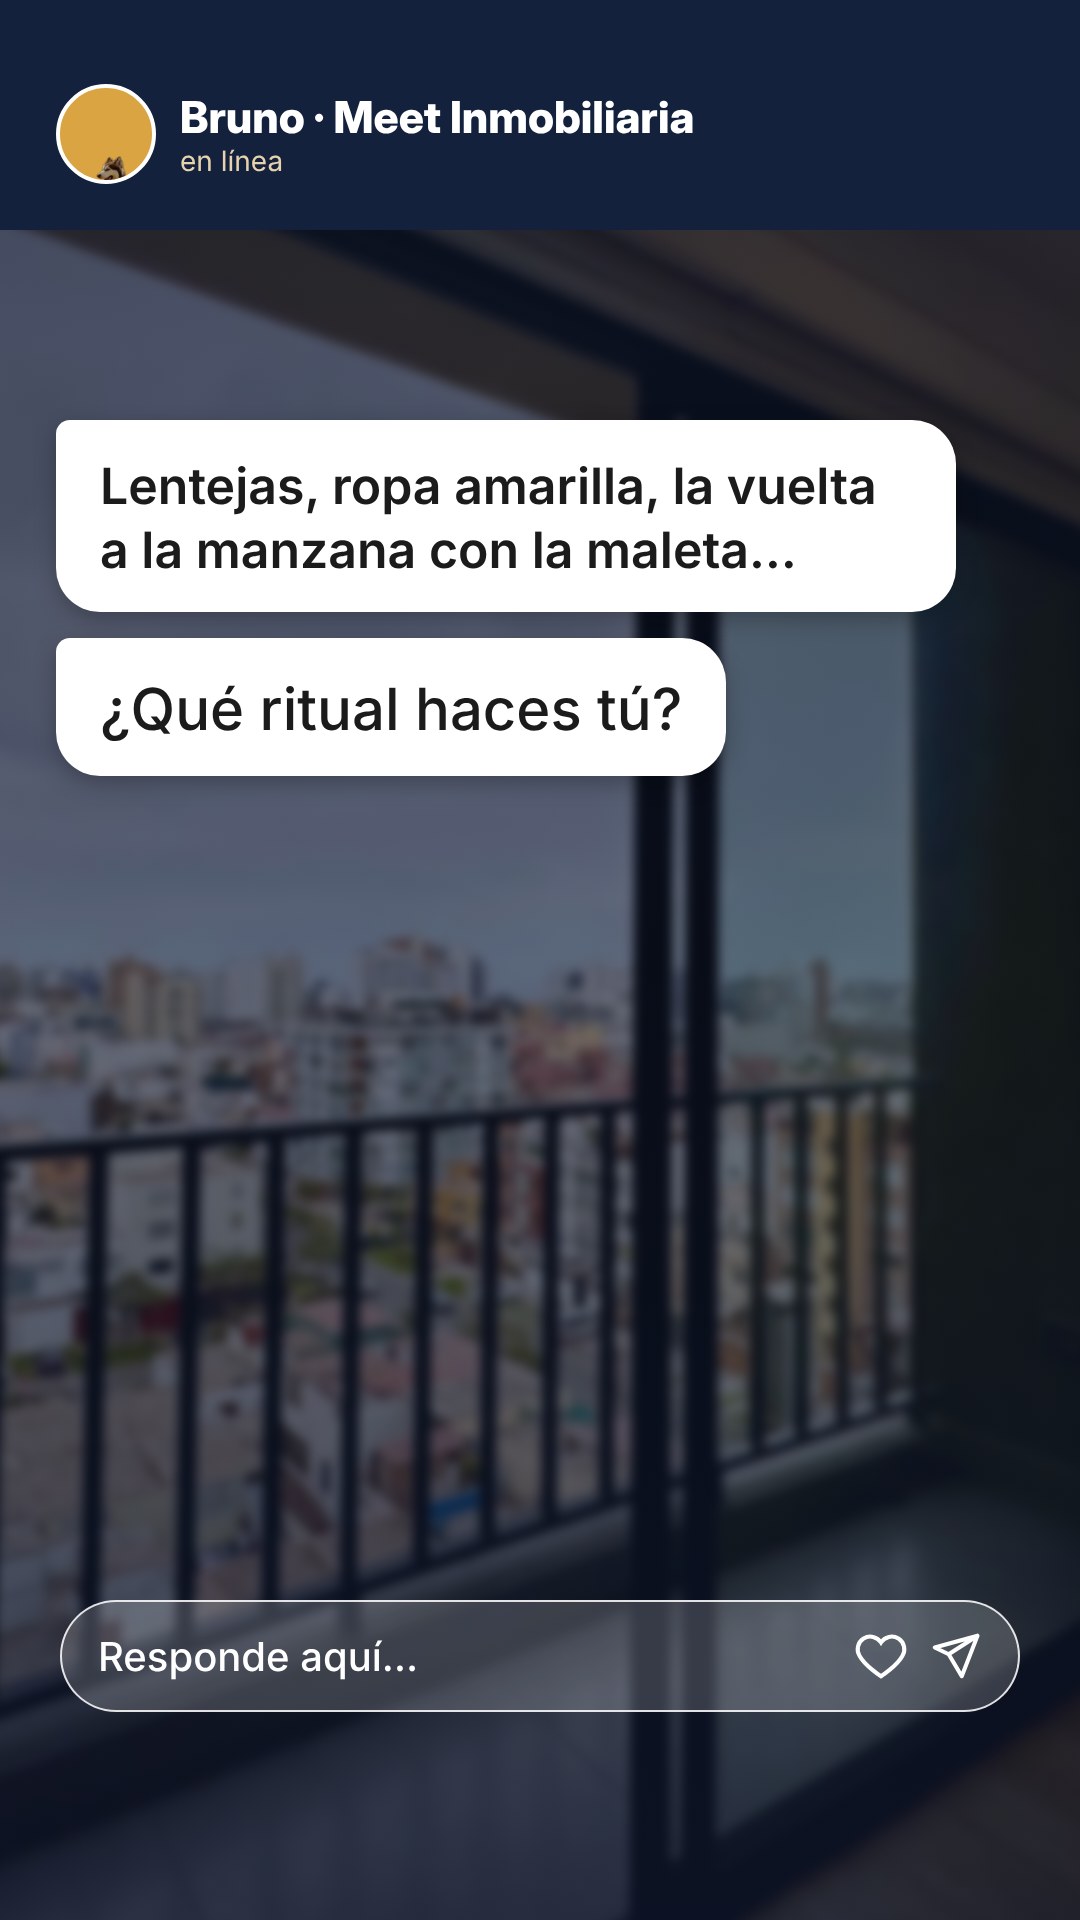 Bruno · Meet Inmobiliaria
en línea
Lentejas, ropa amarilla, la vuelta
a la manzana con la maleta...
¿Qué ritual haces tú?
Responde aquí...